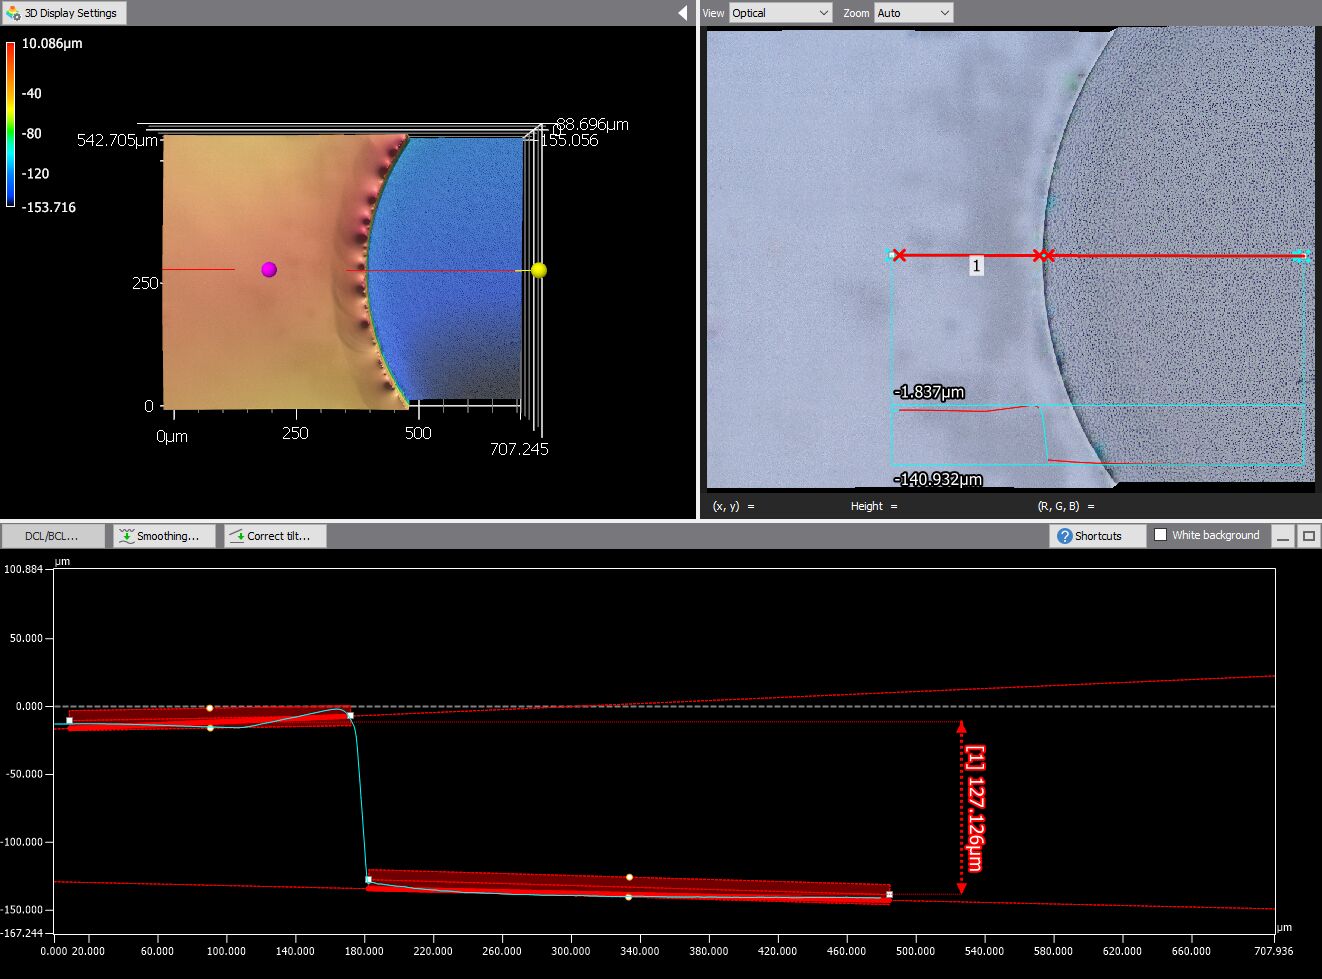 3D Display Settings
10.086µm
-40
-80
-120
-153.716
542.705µm
88.696µm
155.056
250
0
0µm
250
500
707.245
View Optical Zoom Auto
1
-1.837µm
-140.932µm
(x, y) = Height = (R, G, B) =
DCL/BCL... Smoothing... Correct tilt... ? Shortcuts White background
µm
100.884
50.000
0.000
-50.000
-100.000
-150.000
-167.244
[1] 127.126µm
µm
0.000 20.000 60.000 100.000 140.000 180.000 220.000 260.000 300.000 340.000 380.000 420.000 460.000 500.000 540.000 580.000 620.000 660.000 707.936